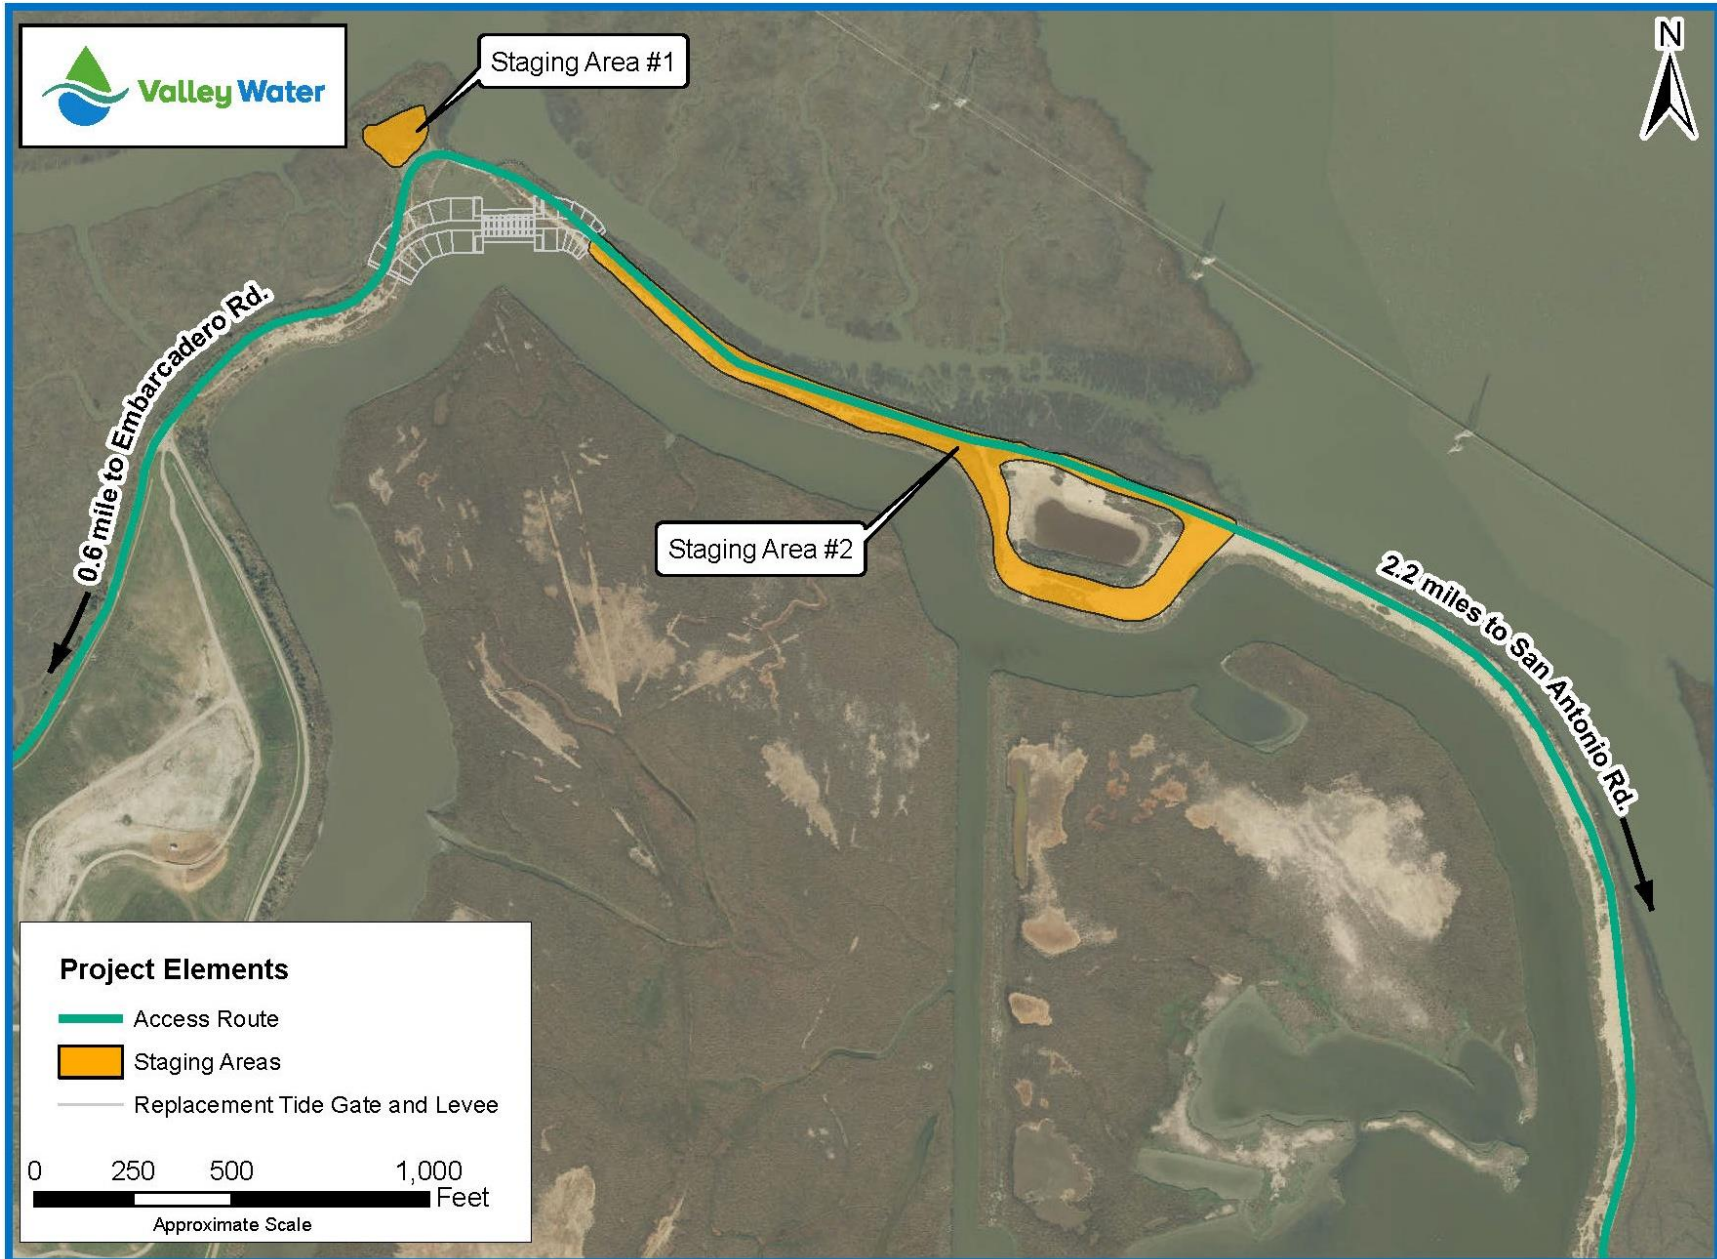 Valley Water
Staging Area #1
N
0.6 mile to Embarcadero Rd.
Staging Area #2
2.2 miles to San Antonio Rd.
Project Elements
Access Route
Staging Areas
Replacement Tide Gate and Levee
0 250 500 1,000
Feet
Approximate Scale